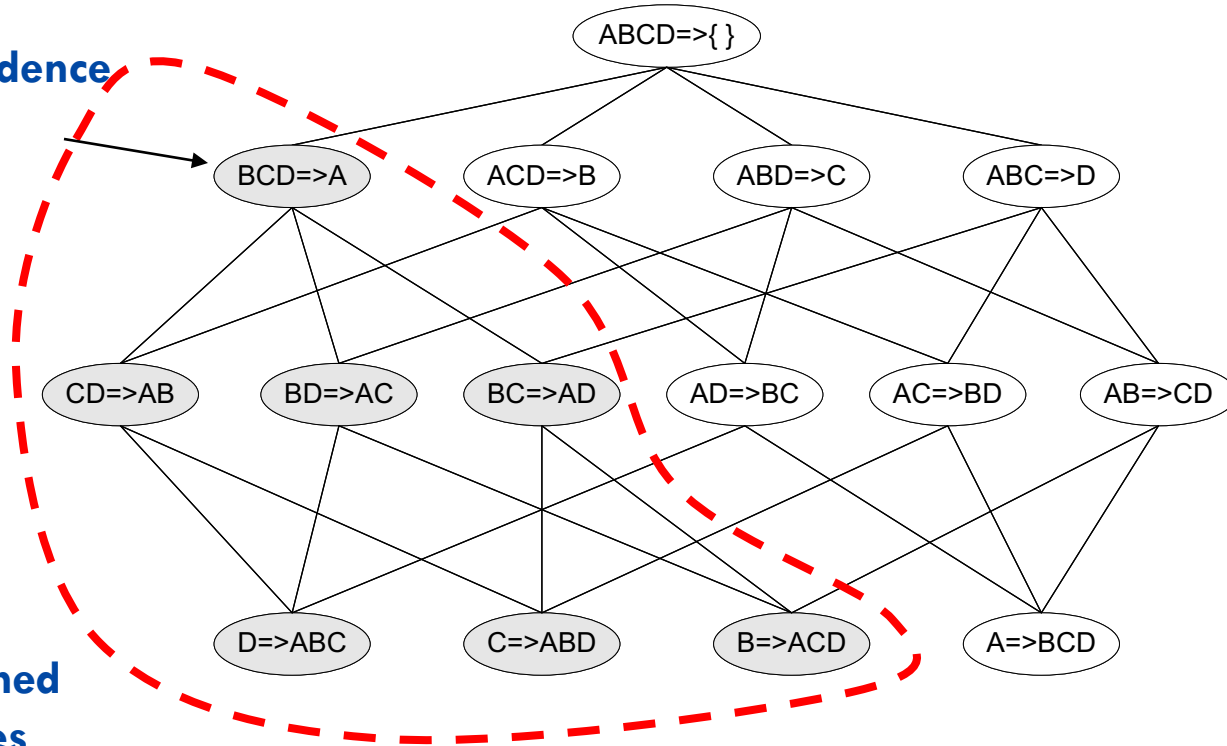 ABCD=>{ }
dence
BCD=>A ACD=>B ABD=>C ABC=>D
CD=>AB BD=>AC BC=>AD AD=>BC AC=>BD AB=>CD
D=>ABC C=>ABD B=>ACD A=>BCD
ned
es